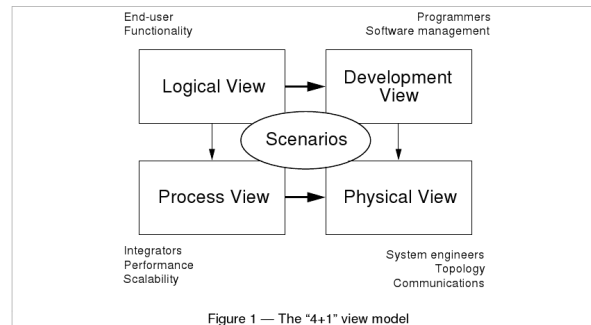 End-user
Functionality
Programmers
Software management
Logical View
Development
View
Scenarios
Process View
Physical View
Integrators
Performance
Scalability
System engineers
Topology
Communications
Figure 1 — The “4+1” view model